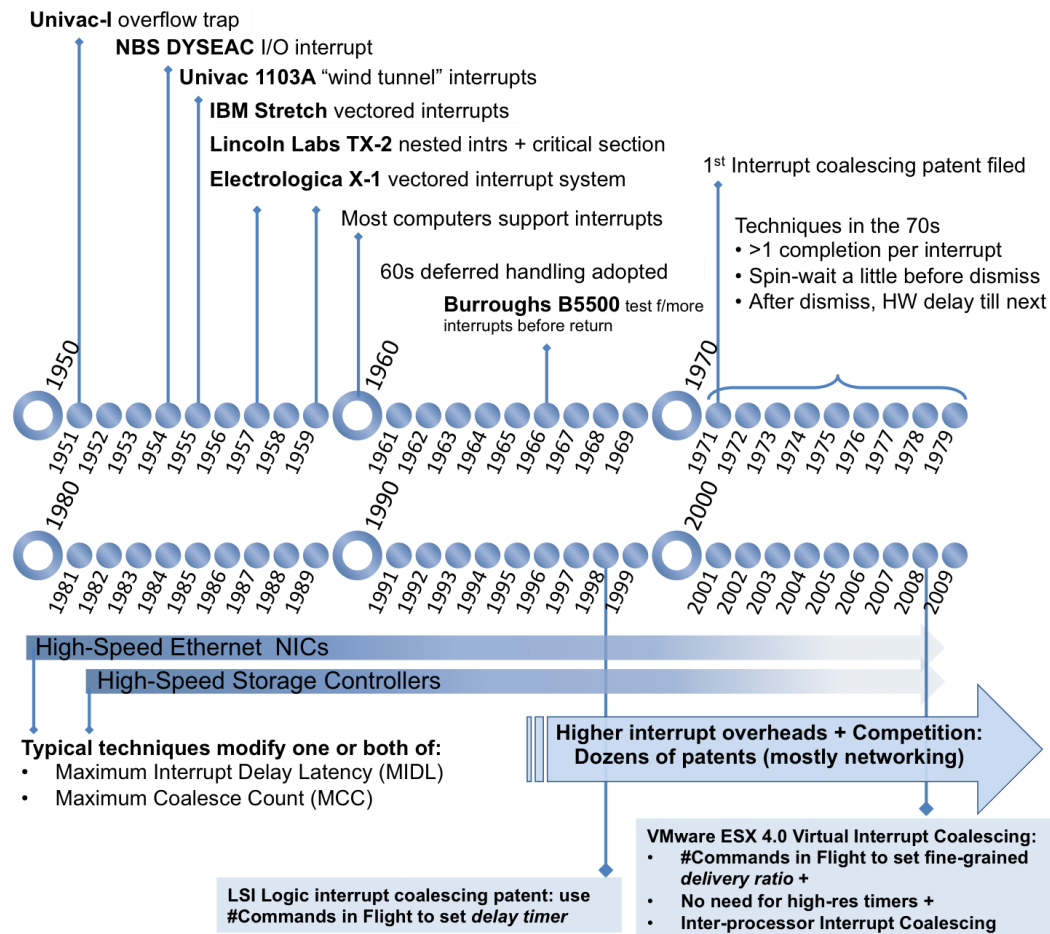 Univac-I overflow trap
NBS DYSEAC I/O interrupt
Univac 1103A “wind tunnel” interrupts
IBM Stretch vectored interrupts
Lincoln Labs TX-2 nested intrs + critical section
Electrologica X-1 vectored interrupt system
Most computers support interrupts
60s deferred handling adopted
Burroughs B5500 test f/more
interrupts before return
1st Interrupt coalescing patent filed
Techniques in the 70s
• >1 completion per interrupt
• Spin-wait a little before dismiss
• After dismiss, HW delay till next
1950
1951
1952
1953
1954
1955
1956
1957
1958
1959
1960
1961
1962
1963
1964
1965
1966
1967
1968
1969
1970
1971
1972
1973
1974
1975
1976
1977
1978
1979
1980
1981
1982
1983
1984
1985
1986
1987
1988
1989
1990
1991
1992
1993
1994
1995
1996
1997
1998
1999
2000
2001
2002
2003
2004
2005
2006
2007
2008
2009
High-Speed Ethernet NICs
High-Speed Storage Controllers
Typical techniques modify one or both of:
• Maximum Interrupt Delay Latency (MIDL)
• Maximum Coalesce Count (MCC)
Higher interrupt overheads + Competition:
Dozens of patents (mostly networking)
LSI Logic interrupt coalescing patent: use
#Commands in Flight to set delay timer
VMware ESX 4.0 Virtual Interrupt Coalescing:
• #Commands in Flight to set fine-grained
delivery ratio +
• No need for high-res timers +
• Inter-processor Interrupt Coalescing